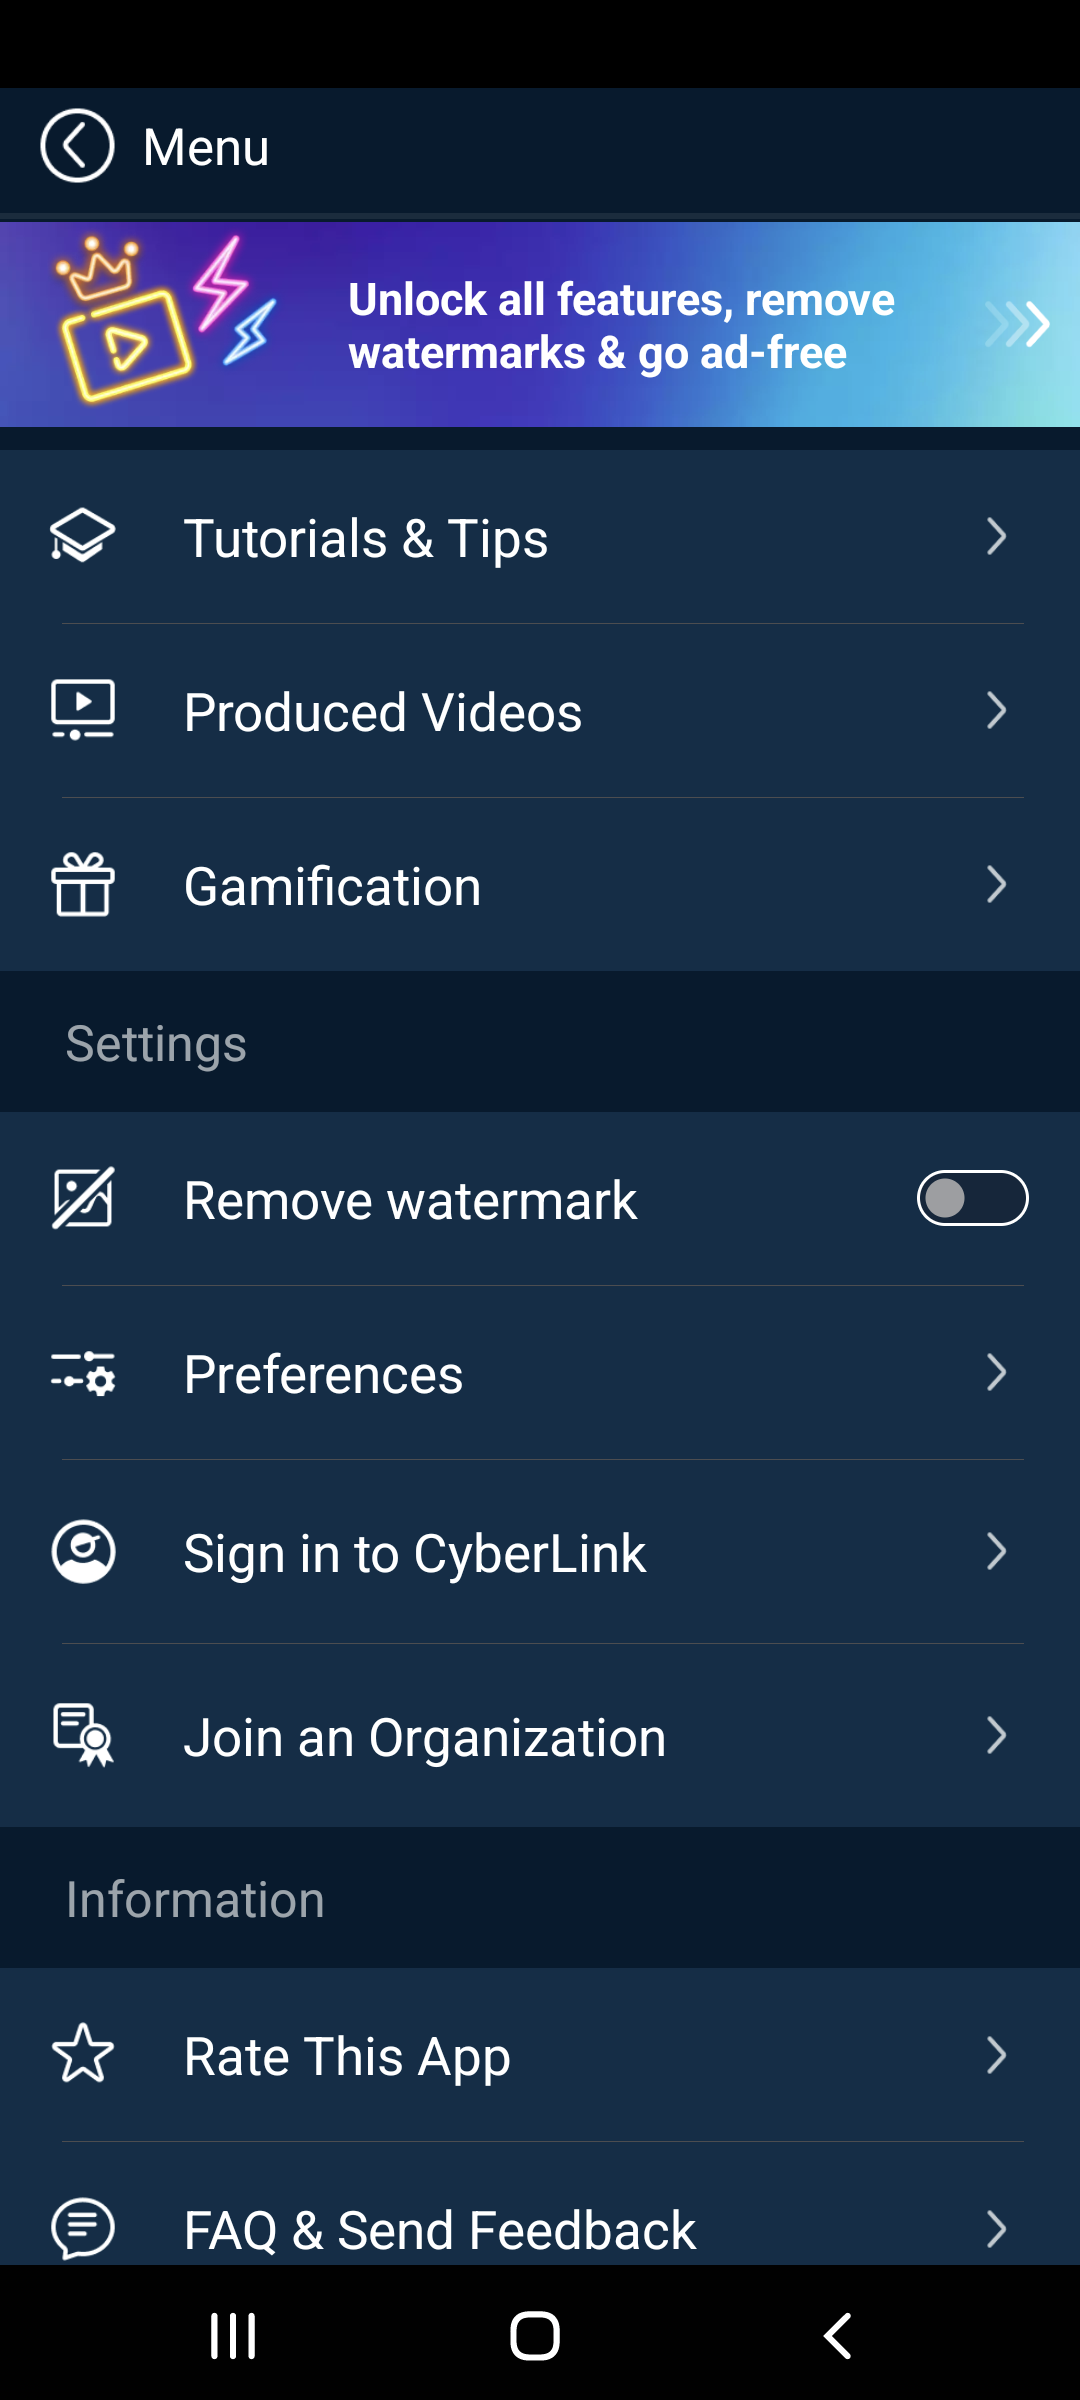 Menu
Unlock all features, remove
watermarks & go ad-free
Tutorials & Tips
Produced Videos
Gamification
Settings
Remove watermark
Preferences
Sign in to CyberLink
Join an Organization
Information
Rate This App
FAQ & Send Feedback